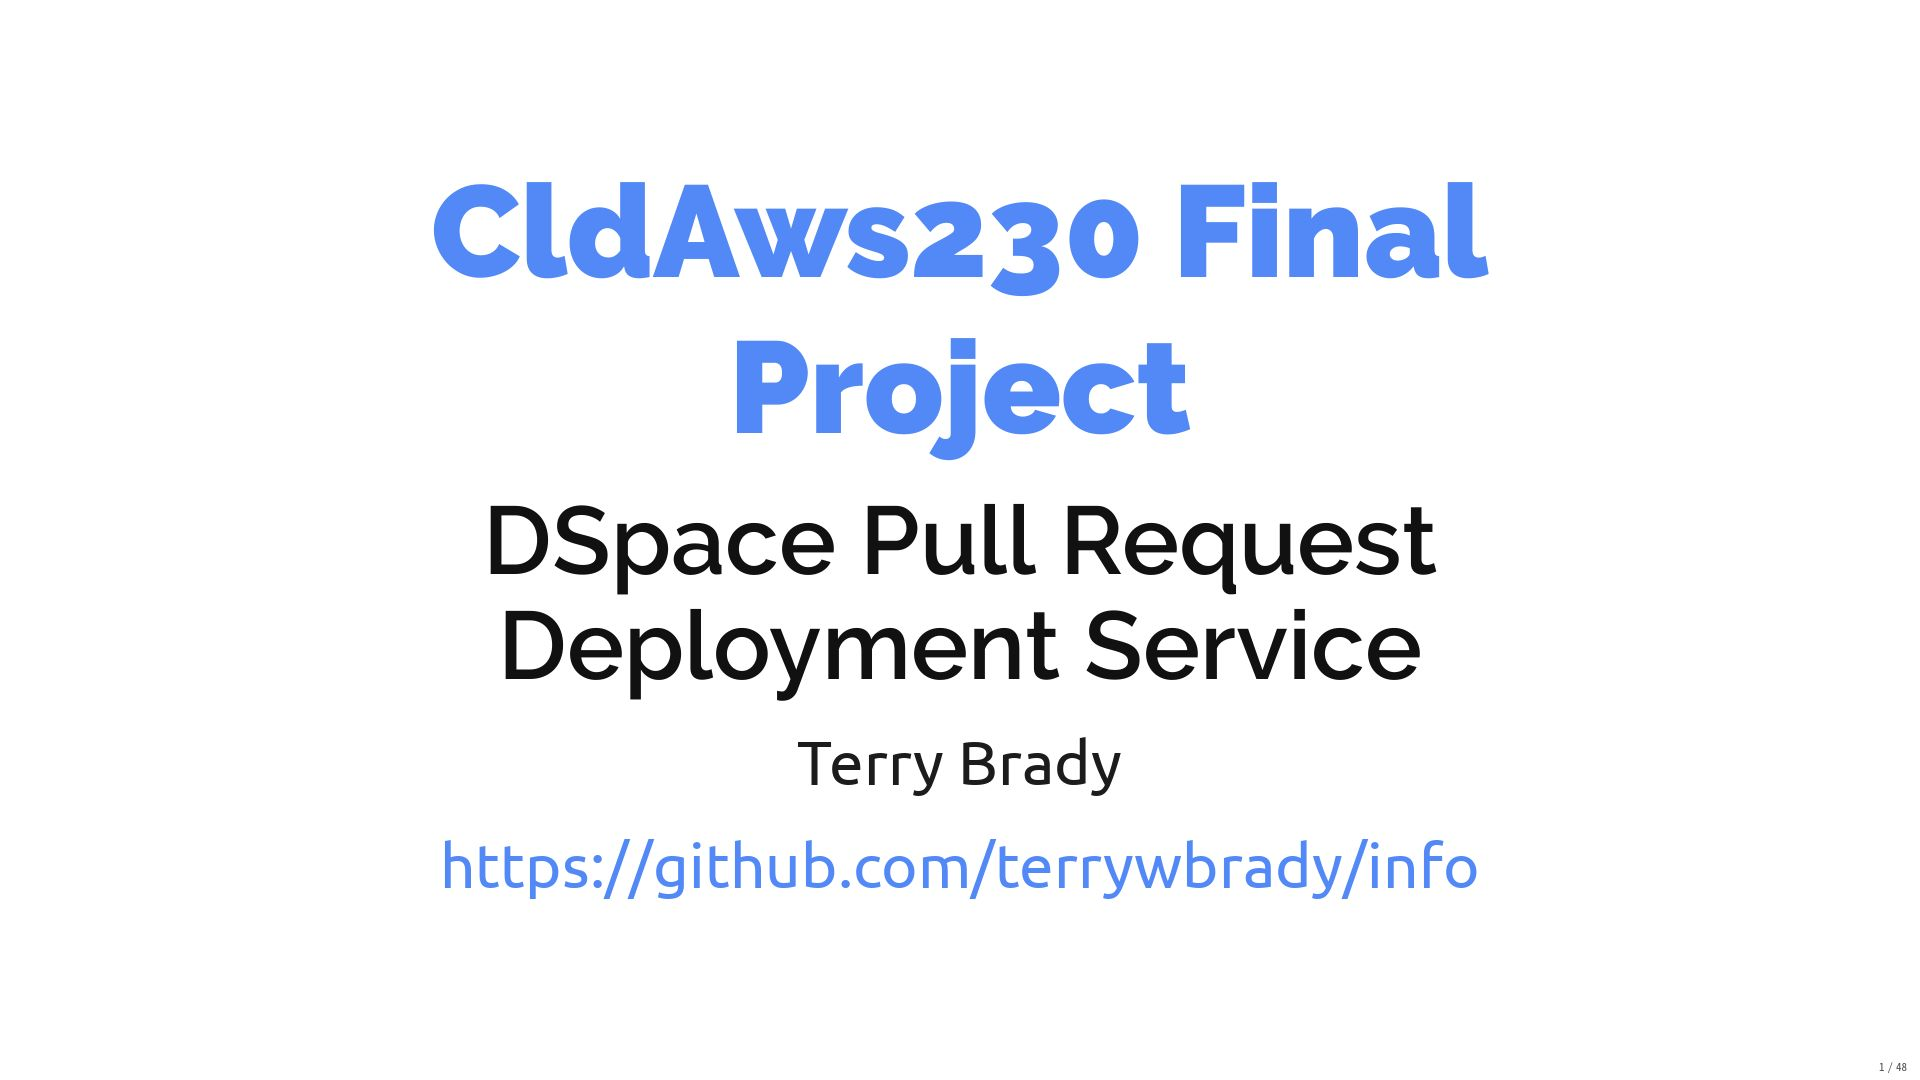 CldAws230 Final
Project
DSpace Pull Request
Deployment Service
Terry Brady
https://github.com/terrywbrady/info
1 / 48